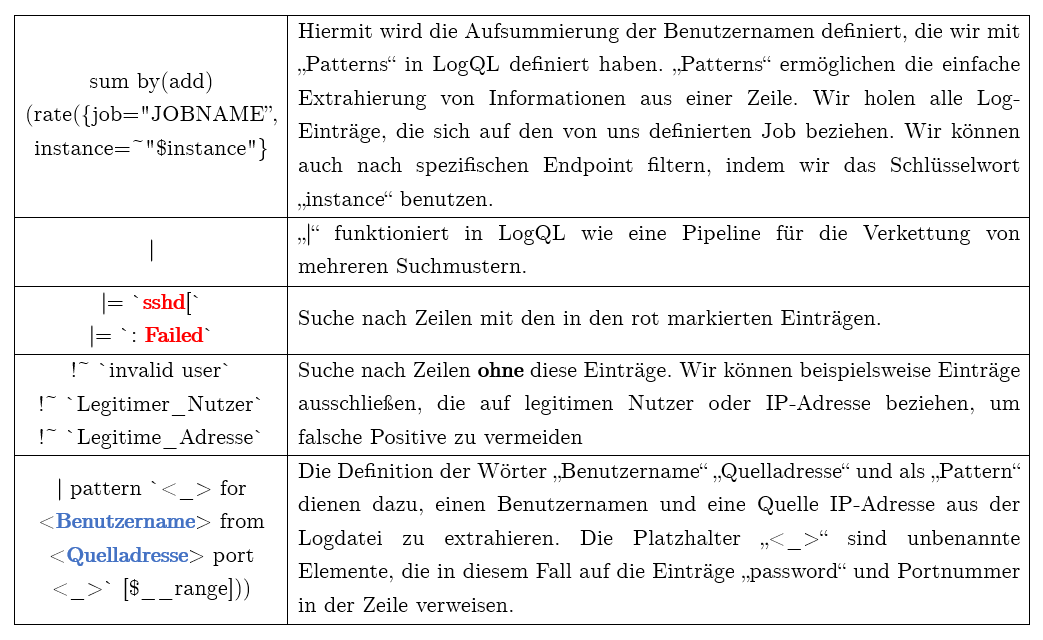 sum by(add)
(rate({job="JOBNAME",
instance=~"$instance"}
Hiermit wird die Aufsummierung der Benutzernamen definiert, die wir mit
„Patterns“ in LogQL definiert haben. „Patterns“ ermöglichen die einfache
Extrahierung von Informationen aus einer Zeile. Wir holen alle Log-
Einträge, die sich auf den von uns definierten Job beziehen. Wir können
auch nach spezifischen Endpoint filtern, indem wir das Schlüsselwort
„instance“ benutzen.
|
„|“ funktioniert in LogQL wie eine Pipeline für die Verkettung von
mehreren Suchmustern.
|= `sshd[`
|= `: Failed`
Suche nach Zeilen mit den in den rot markierten Einträgen.
!~ `invalid user`
!~ `Legitimer_Nutzer`
!~ `Legitime_Adresse`
Suche nach Zeilen ohne diese Einträge. Wir können beispielsweise Einträge
ausschließen, die auf legitimen Nutzer oder IP-Adresse beziehen, um
falsche Positive zu vermeiden
| pattern `<_> for
<Benutzername> from
<Quelladresse> port
<_>` [$__range]))
Die Definition der Wörter „Benutzername“ „Quelladresse“ und als „Pattern“
dienen dazu, einen Benutzernamen und eine Quelle IP-Adresse aus der
Logdatei zu extrahieren. Die Platzhalter „<_>“ sind unbenannte
Elemente, die in diesem Fall auf die Einträge „password“ und Portnummer
in der Zeile verweisen.